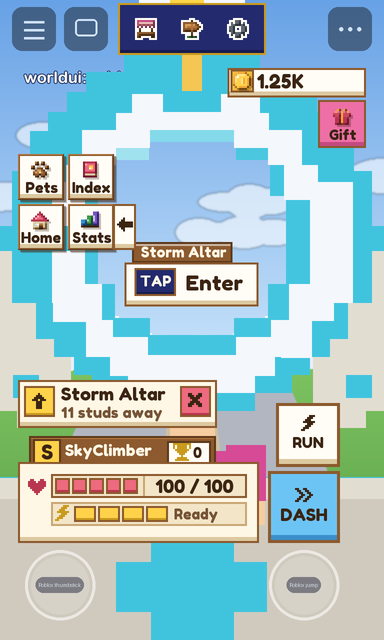 1.25K
Gift
Pets
Index
Home
Stats
Storm Altar
TAP
Enter
Storm Altar
11 studs away
S
SkyClimber
0
100 / 100
Ready
RUN
DASH
Roblox thumbstick
Roblox jump